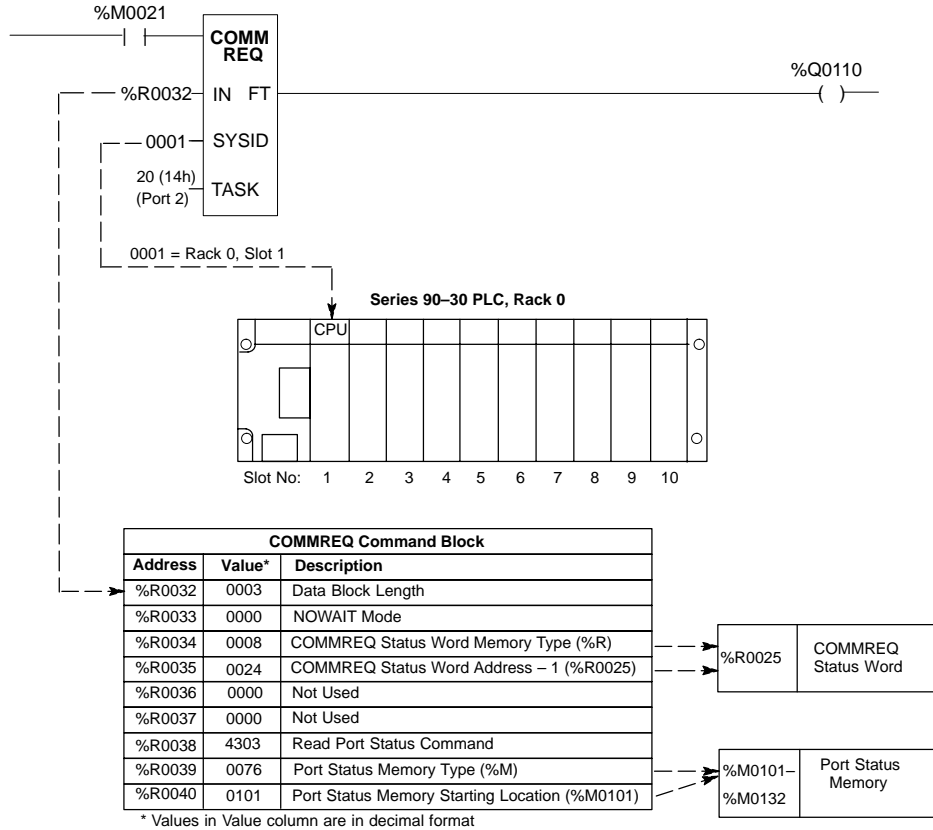 %M0021
COMM
REQ
%Q0110
%R0032
IN FT
0001
SYSID
20 (14h)
(Port 2)
TASK
0001 = Rack 0, Slot 1
Series 90–30 PLC, Rack 0
CPU
Slot No: 1 2 3 4 5 6 7 8 9 10
COMMREQ Command Block
Address Value* Description
%R0032 0003 Data Block Length
%R0033 0000 NOWAIT Mode
%R0034 0008 COMMREQ Status Word Memory Type (%R)
%R0035 0024 COMMREQ Status Word Address – 1 (%R0025)
%R0036 0000 Not Used
%R0037 0000 Not Used
%R0038 4303 Read Port Status Command
%R0039 0076 Port Status Memory Type (%M)
%R0040 0101 Port Status Memory Starting Location (%M0101)
* Values in Value column are in decimal format
%R0025
COMMREQ
Status Word
%M0101–
%M0132
Port Status
Memory